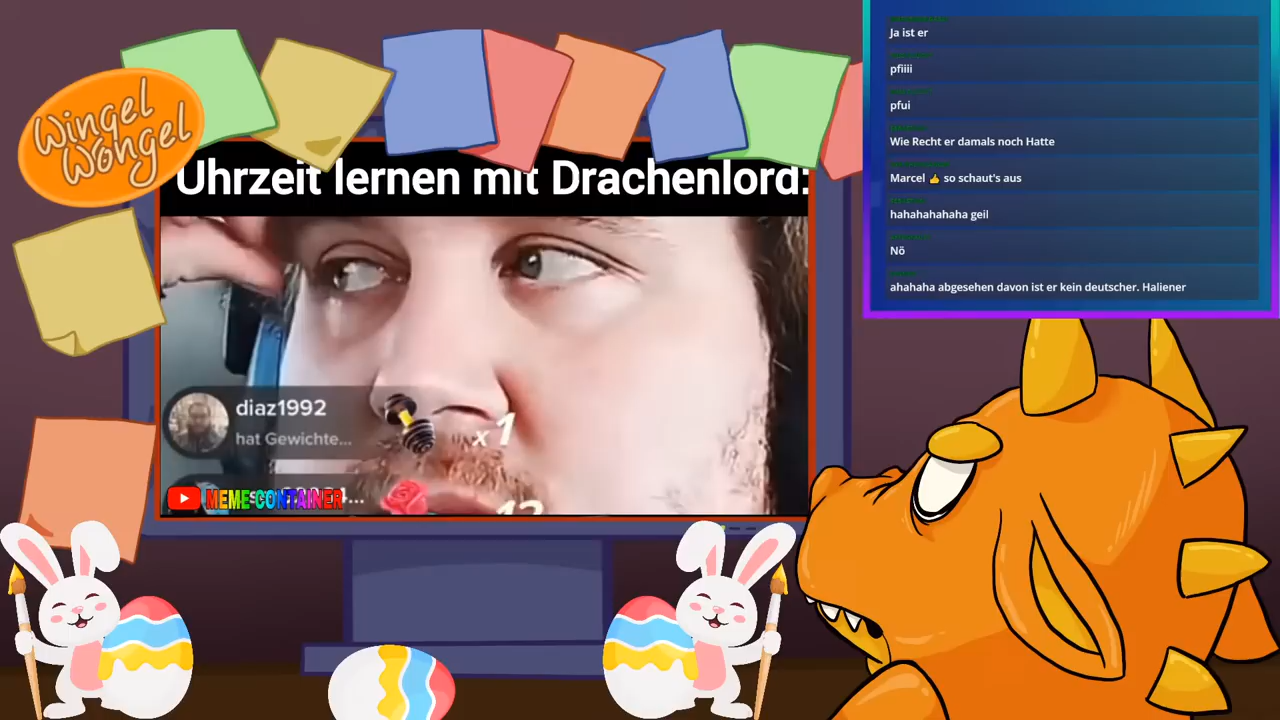 Wingel
Wongel
Uhrzeit lernen mit Drachenlord:
diaz1992
hat Gewichte...
x1
...
12
MEME-CONTAINER
Ja ist er
pfiiii
pfui
Wie Recht er damals noch Hatte
Marcel 👍 so schaut's aus
hahahahahaha geil
Nö
ahahaha abgesehen davon ist er kein deutscher. Haliener